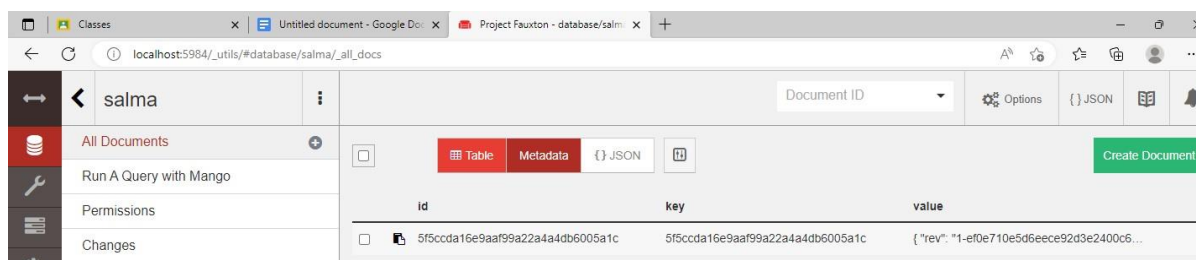 Classes
Untitled document - Google Doc
Project Fauxton - database/salm
localhost:5984/_utils/#database/salma/_all_docs
salma
Document ID
Options
{ } JSON
All Documents
Table
Metadata
{ } JSON
Create Document
Run A Query with Mango
Permissions
Changes
id key value
5f5ccda16e9aaf99a22a4a4db6005a1c 5f5ccda16e9aaf99a22a4a4db6005a1c { "rev": "1-ef0e710e5d6eece92d3e2400c6...